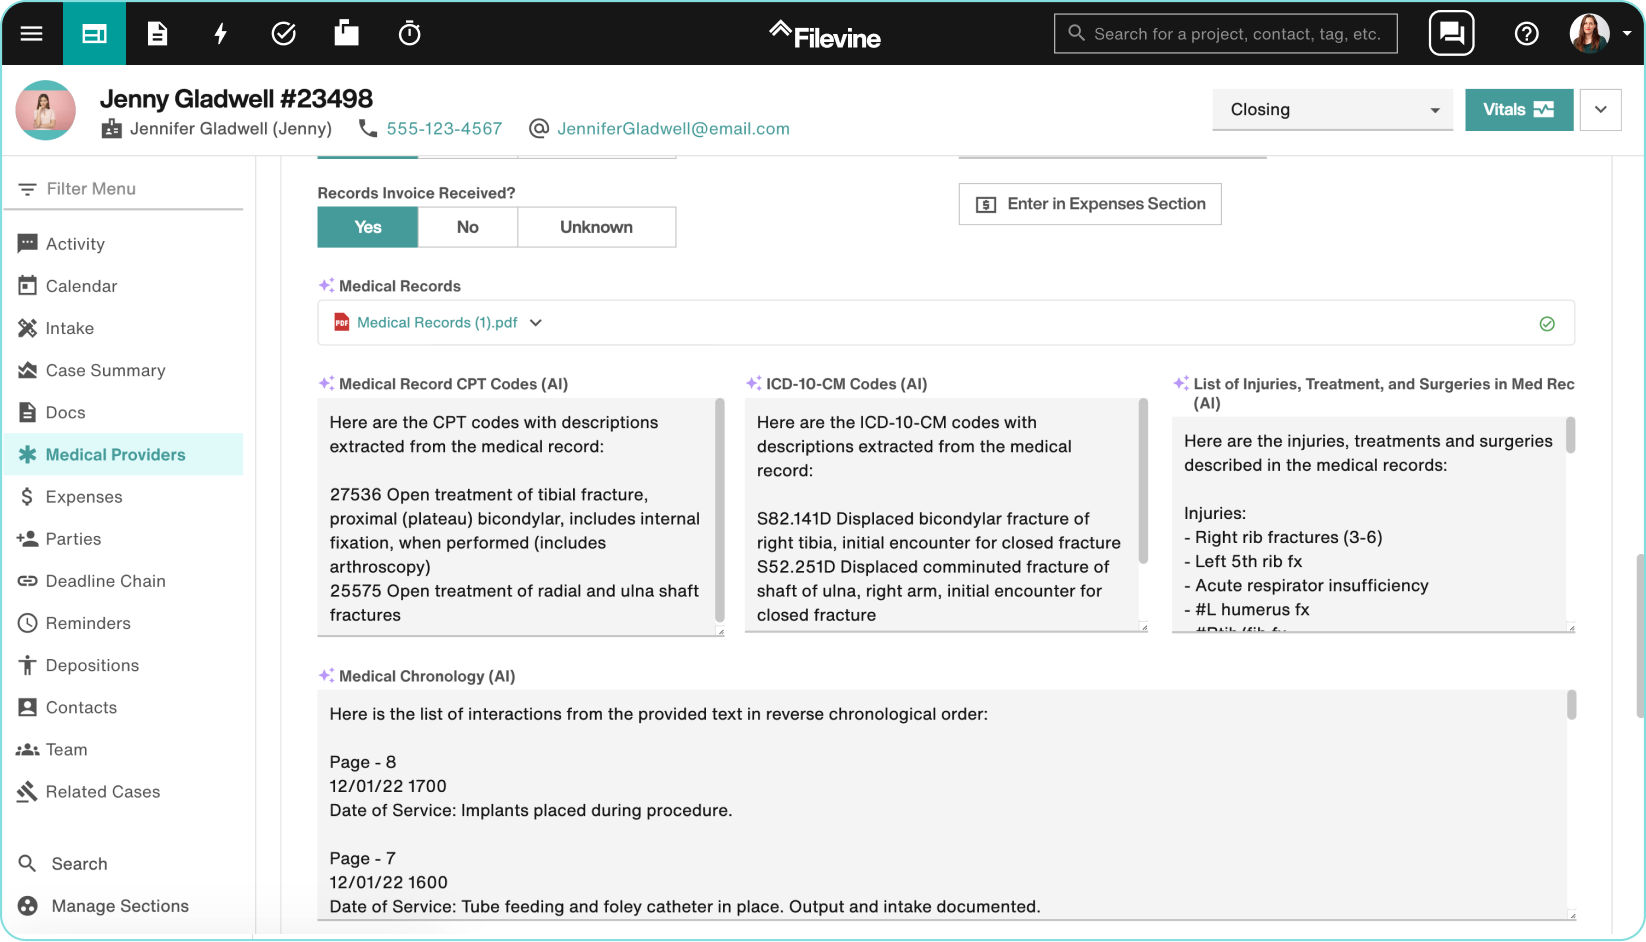 Filevine
Search for a project, contact, tag, etc.
Jenny Gladwell #23498
Jennifer Gladwell (Jenny)
555-123-4567
JenniferGladwell@email.com
Closing
Vitals
Filter Menu
Activity
Calendar
Intake
Case Summary
Docs
Medical Providers
Expenses
Parties
Deadline Chain
Reminders
Depositions
Contacts
Team
Related Cases
Search
Manage Sections
Records Invoice Received?
Yes
No
Unknown
Enter in Expenses Section
Medical Records
PDF
Medical Records (1).pdf
Medical Record CPT Codes (AI)
Here are the CPT codes with descriptions
extracted from the medical record:
27536 Open treatment of tibial fracture,
proximal (plateau) bicondylar, includes internal
fixation, when performed (includes
arthroscopy)
25575 Open treatment of radial and ulna shaft
fractures
ICD-10-CM Codes (AI)
Here are the ICD-10-CM codes with
descriptions extracted from the medical
record:
S82.141D Displaced bicondylar fracture of
right tibia, initial encounter for closed fracture
S52.251D Displaced comminuted fracture of
shaft of ulna, right arm, initial encounter for
closed fracture
List of Injuries, Treatment, and Surgeries in Med Rec
(AI)
Here are the injuries, treatments and surgeries
described in the medical records:
Injuries:
- Right rib fractures (3-6)
- Left 5th rib fx
- Acute respirator insufficiency
- #L humerus fx
Medical Chronology (AI)
Here is the list of interactions from the provided text in reverse chronological order:
Page - 8
12/01/22 1700
Date of Service: Implants placed during procedure.
Page - 7
12/01/22 1600
Date of Service: Tube feeding and foley catheter in place. Output and intake documented.